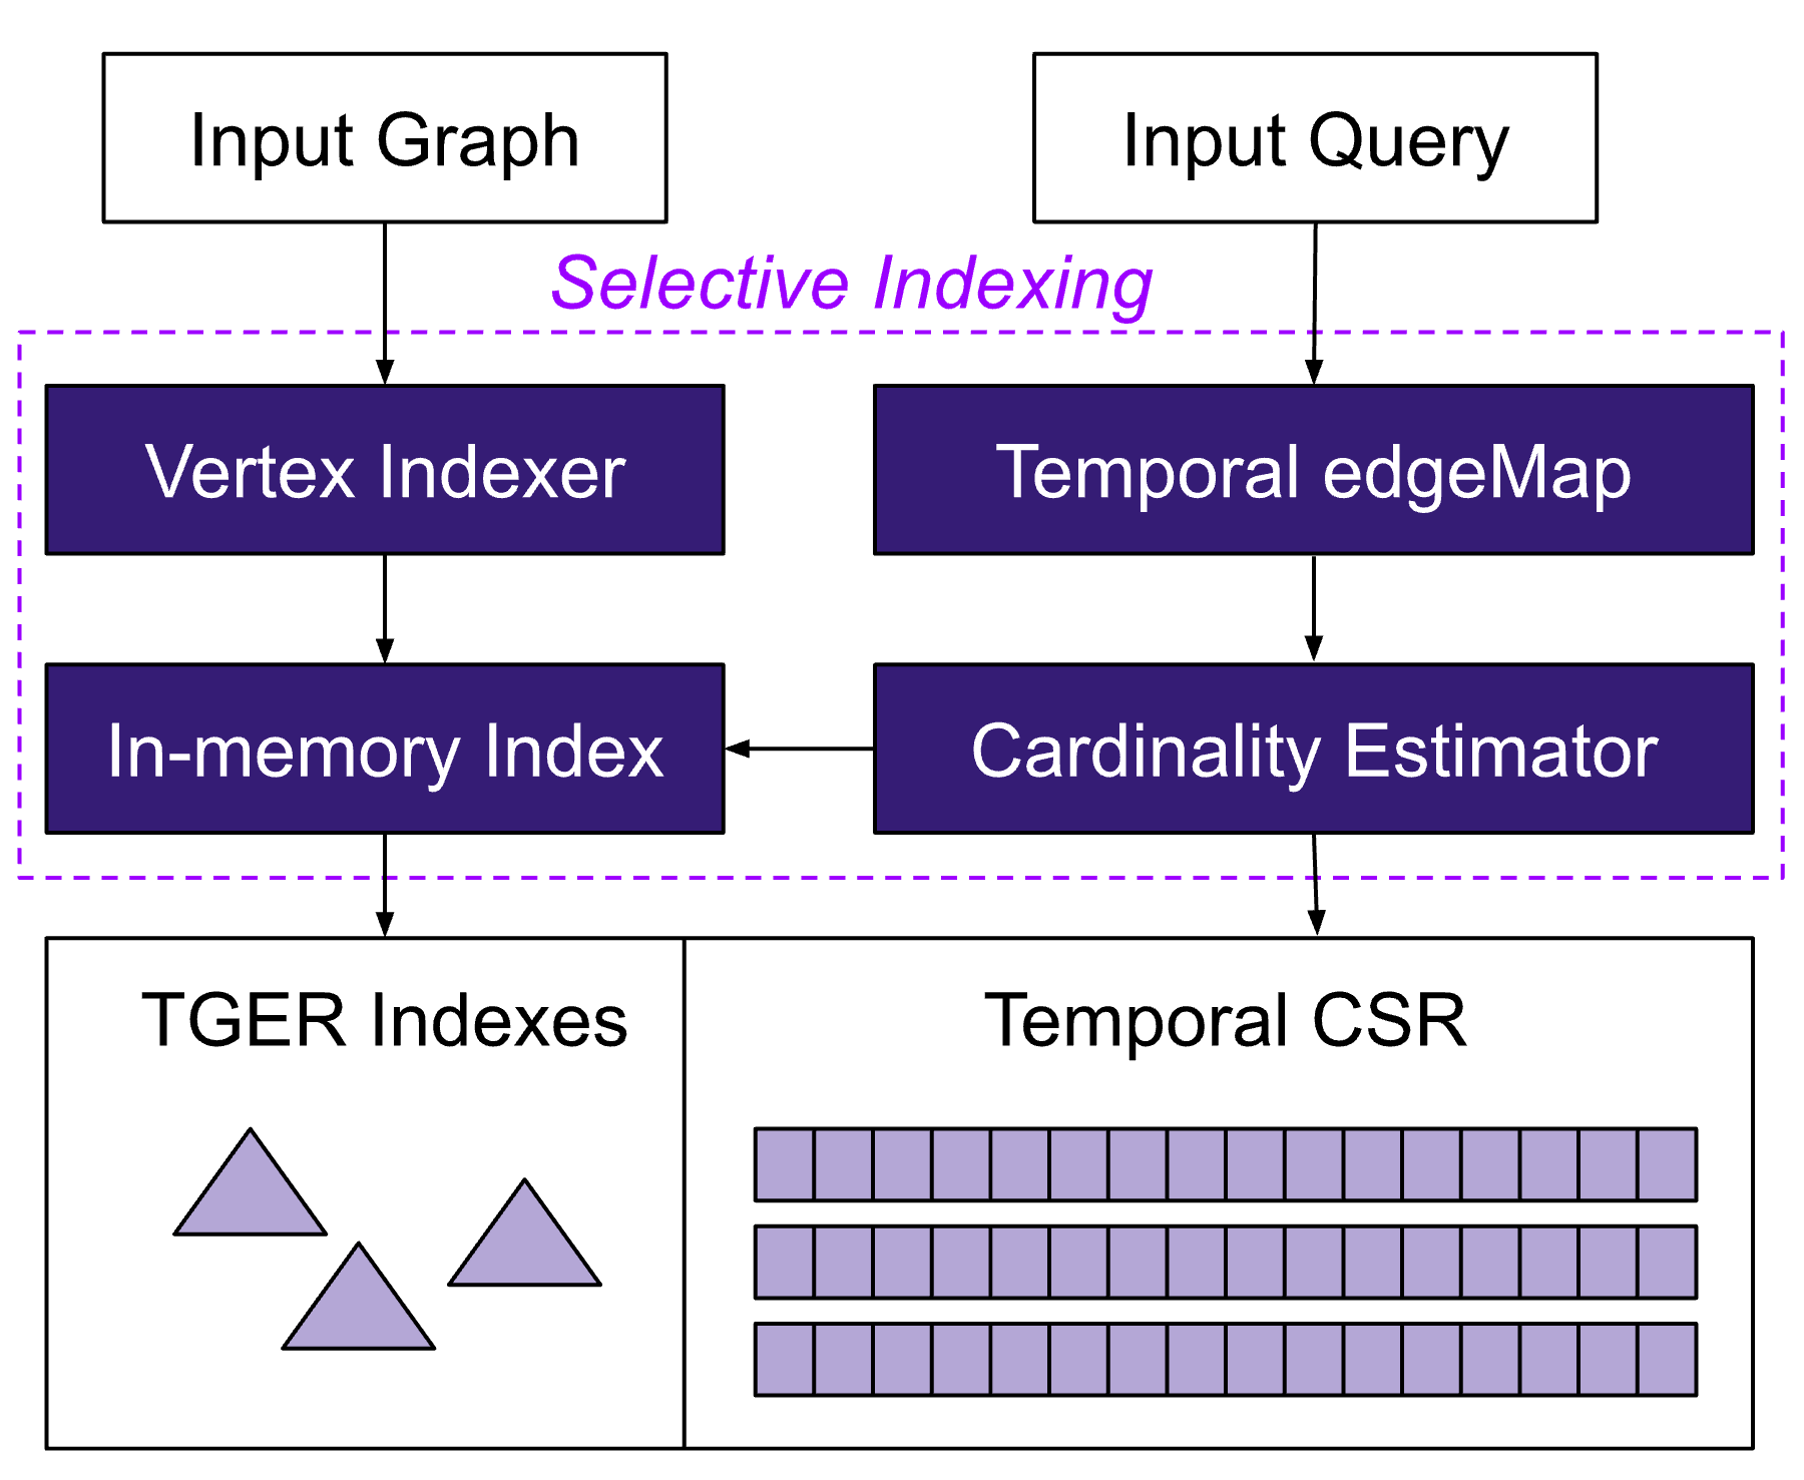 Input Graph
Input Query
Selective Indexing
Vertex Indexer
Temporal edgeMap
In-memory Index
Cardinality Estimator
TGER Indexes
Temporal CSR